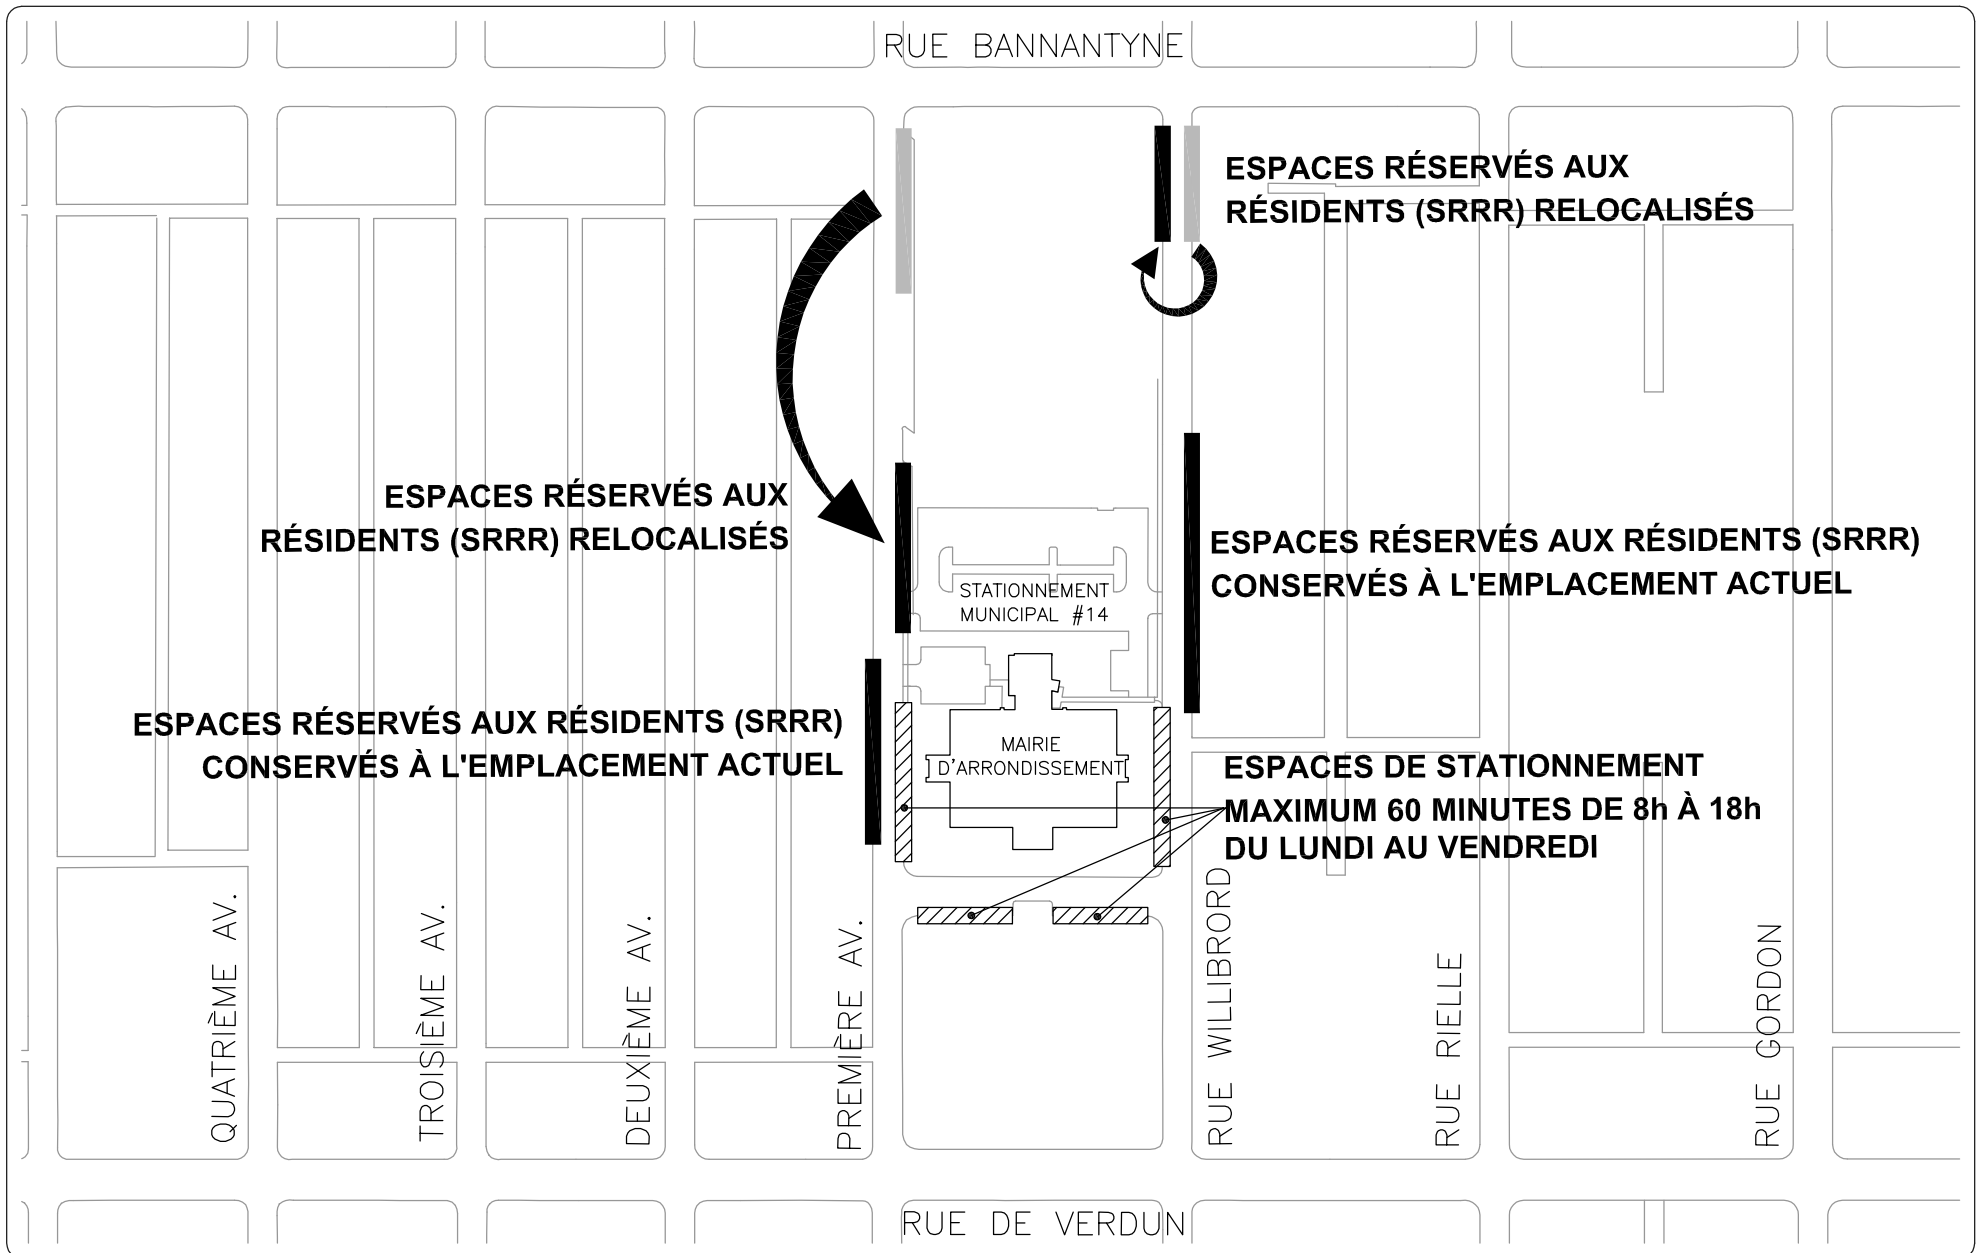 RUE BANNANTYNE
ESPACES RÉSERVÉS AUX
RÉSIDENTS (SRRR) RELOCALISÉS
ESPACES RÉSERVÉS AUX
RÉSIDENTS (SRRR) RELOCALISÉS
ESPACES RÉSERVÉS AUX RÉSIDENTS (SRRR)
CONSERVÉS À L'EMPLACEMENT ACTUEL
STATIONNEMENT
MUNICIPAL #14
ESPACES RÉSERVÉS AUX RÉSIDENTS (SRRR)
CONSERVÉS À L'EMPLACEMENT ACTUEL
MAIRIE
D'ARRONDISSEMENT
ESPACES DE STATIONNEMENT
MAXIMUM 60 MINUTES DE 8h À 18h
DU LUNDI AU VENDREDI
QUATRIÈME AV.
TROISIÈME AV.
DEUXIÈME AV.
PREMIÈRE AV.
RUE WILLIBRORD
RUE RIELLE
RUE GORDON
RUE DE VERDUN